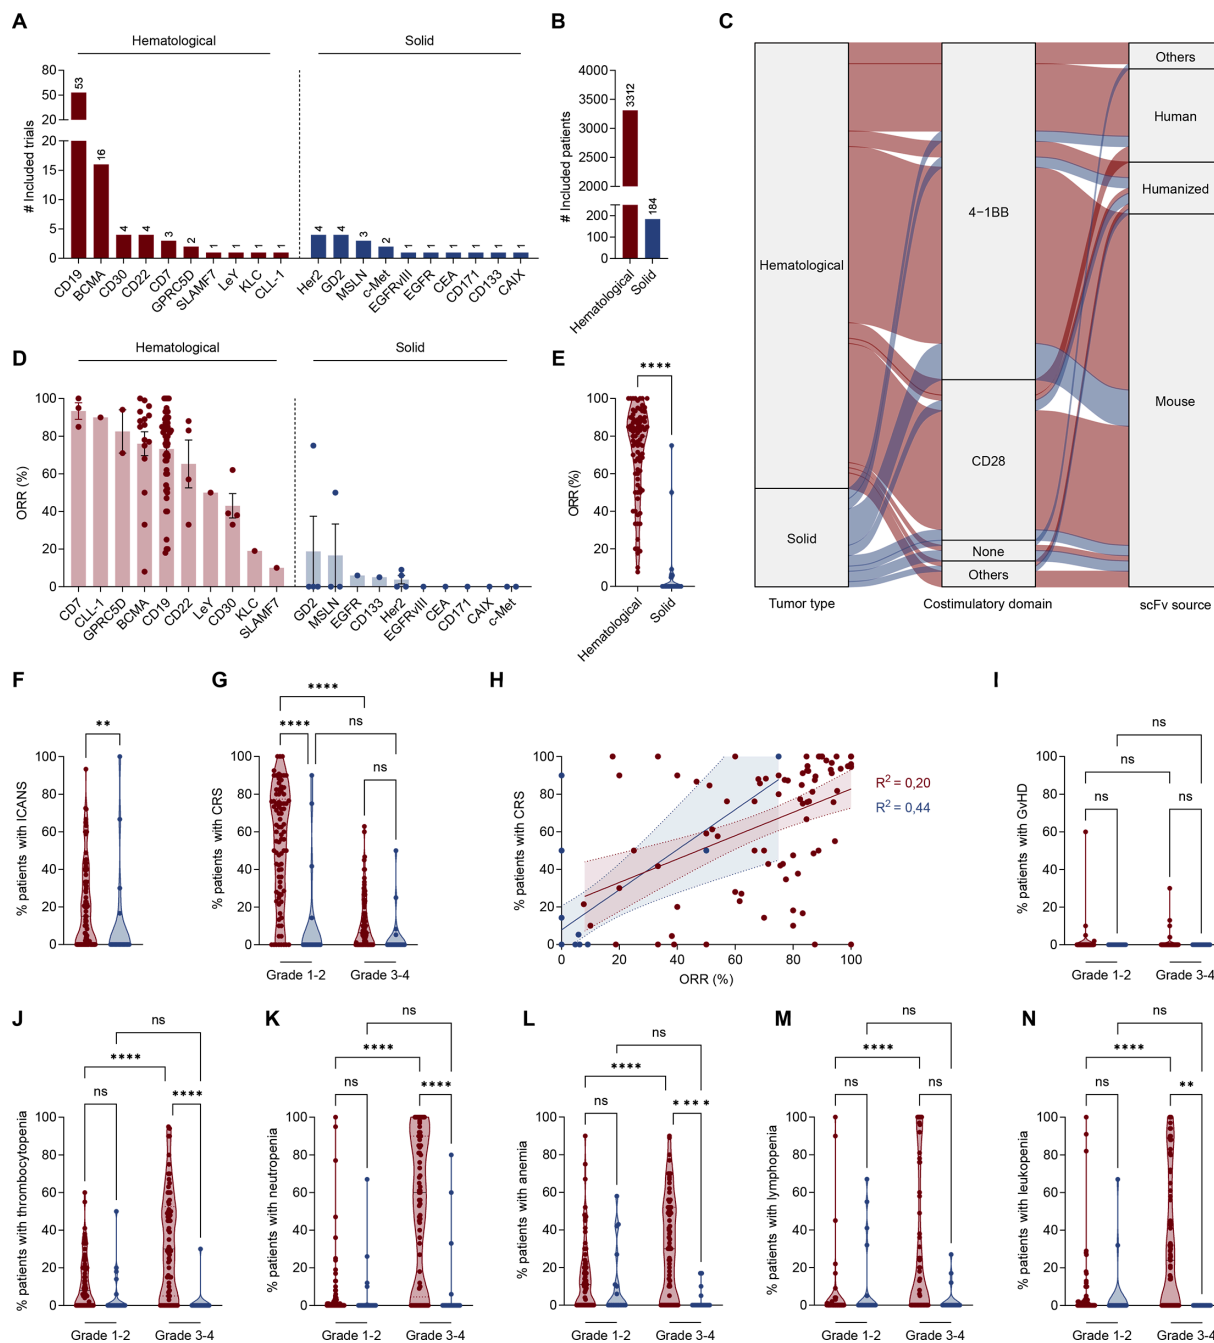 A
Hematological
Solid
# Included trials
80
50
20
20
15
10
5
0
53
16
4
4
3
2
1
1
1
1
4
4
3
2
1
1
1
1
1
1
CD19
BCMA
CD30
CD22
CD7
GPRC5D
SLAMF7
LeY
KLC
CLL-1
Her2
GD2
MSLN
c-Met
EGFRvIII
EGFR
CEA
CD171
CD133
CAIX
B
# Included patients
4000
3500
3000
2500
2000
200
100
0
3312
184
Hematological
Solid
C
Hematological
Solid
4−1BB
CD28
None
Others
Others
Human
Humanized
Mouse
Tumor type
Costimulatory domain
scFv source
D
Hematological
Solid
ORR (%)
100
80
60
40
20
0
CD7
CLL-1
GPRC5D
BCMA
CD19
CD22
LeY
CD30
KLC
SLAMF7
GD2
MSLN
EGFR
CD133
Her2
EGFRvIII
CEA
CD171
CAIX
c-Met
E
****
ORR (%)
100
80
60
40
20
0
Hematological
Solid
F
**
% patients with ICANS
100
80
60
40
20
0
G
****
ns
****
ns
% patients with CRS
100
80
60
40
20
0
Grade 1-2
Grade 3-4
H
% patients with CRS
100
80
60
40
20
0
0
20
40
60
80
100
ORR (%)
R² = 0,20
R² = 0,44
I
ns
ns
ns
ns
% patients with GvHD
100
80
60
40
20
0
Grade 1-2
Grade 3-4
J
ns
****
ns
****
% patients with thrombocytopenia
100
80
60
40
20
0
Grade 1-2
Grade 3-4
K
ns
****
ns
****
% patients with neutropenia
100
80
60
40
20
0
Grade 1-2
Grade 3-4
L
ns
****
ns
****
% patients with anemia
100
80
60
40
20
0
Grade 1-2
Grade 3-4
M
ns
****
ns
ns
% patients with lymphopenia
100
80
60
40
20
0
Grade 1-2
Grade 3-4
N
ns
****
ns
**
% patients with leukopenia
100
80
60
40
20
0
Grade 1-2
Grade 3-4